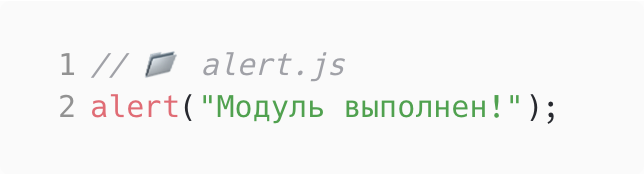 1 // 📁 alert.js
2 alert("Модуль выполнен!");